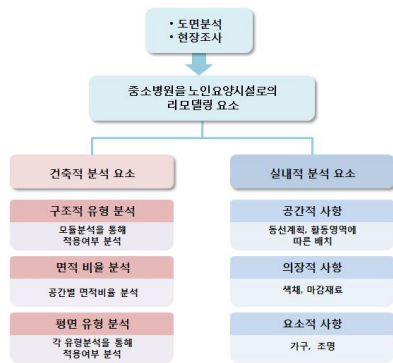 • 도면분석
• 현장조사
중소병원을 노인요양시설로의
리모델링 요소
건축적 분석 요소
구조적 유형 분석
모듈분석을 통해
적용여부 분석
면적 비율 분석
공간별 면적비율 분석
평면 유형 분석
각 유형분석을 통해
적용여부 분석
실내적 분석 요소
공간적 사항
동선계획, 활동영역에
따른 배치
의장적 사항
색채, 마감재료
요소적 사항
가구, 조명